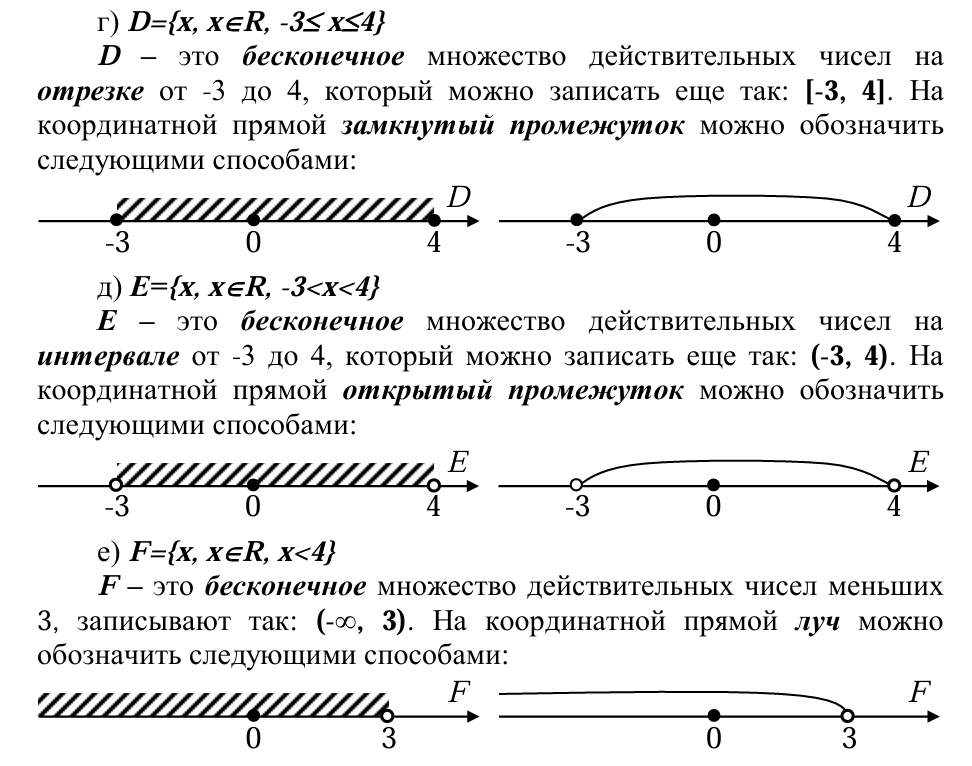 г) D={x, x∈R, -3≤ x≤4}
D – это бесконечное множество действительных чисел на
отрезке от -3 до 4, который можно записать еще так: [-3, 4]. На
координатной прямой замкнутый промежуток можно обозначить
следующими способами:
D D
-3 0 4 -3 0 4
д) E={x, x∈R, -3<x<4}
E – это бесконечное множество действительных чисел на
интервале от -3 до 4, который можно записать еще так: (-3, 4). На
координатной прямой открытый промежуток можно обозначить
следующими способами:
E E
-3 0 4 -3 0 4
е) F={x, x∈R, x<4}
F – это бесконечное множество действительных чисел меньших
3, записывают так: (-∞, 3). На координатной прямой луч можно
обозначить следующими способами:
F F
0 3 0 3